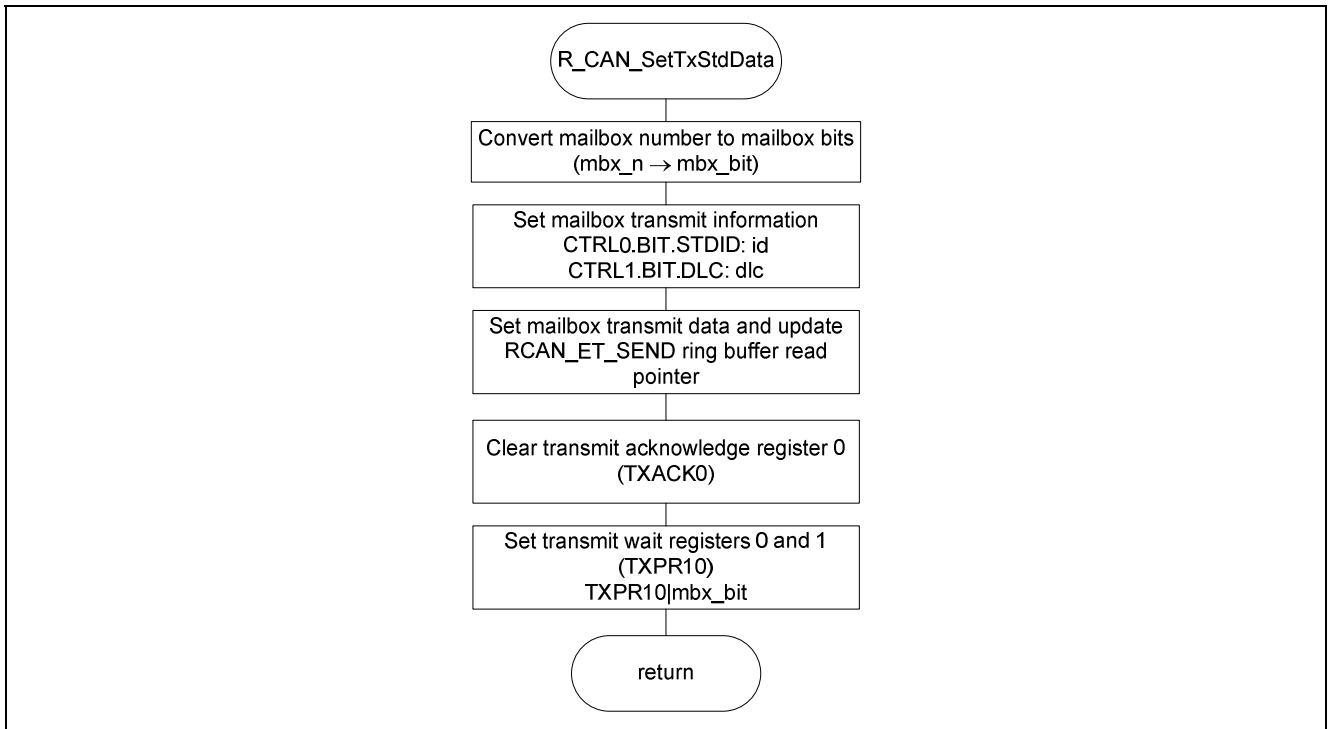 R_CAN_SetTxStdData
Convert mailbox number to mailbox bits
(mbx_n → mbx_bit)
Set mailbox transmit information
CTRL0.BIT.STDID: id
CTRL1.BIT.DLC: dlc
Set mailbox transmit data and update
RCAN_ET_SEND ring buffer read
pointer
Clear transmit acknowledge register 0
(TXACK0)
Set transmit wait registers 0 and 1
(TXPR10)
TXPR10|mbx_bit
return